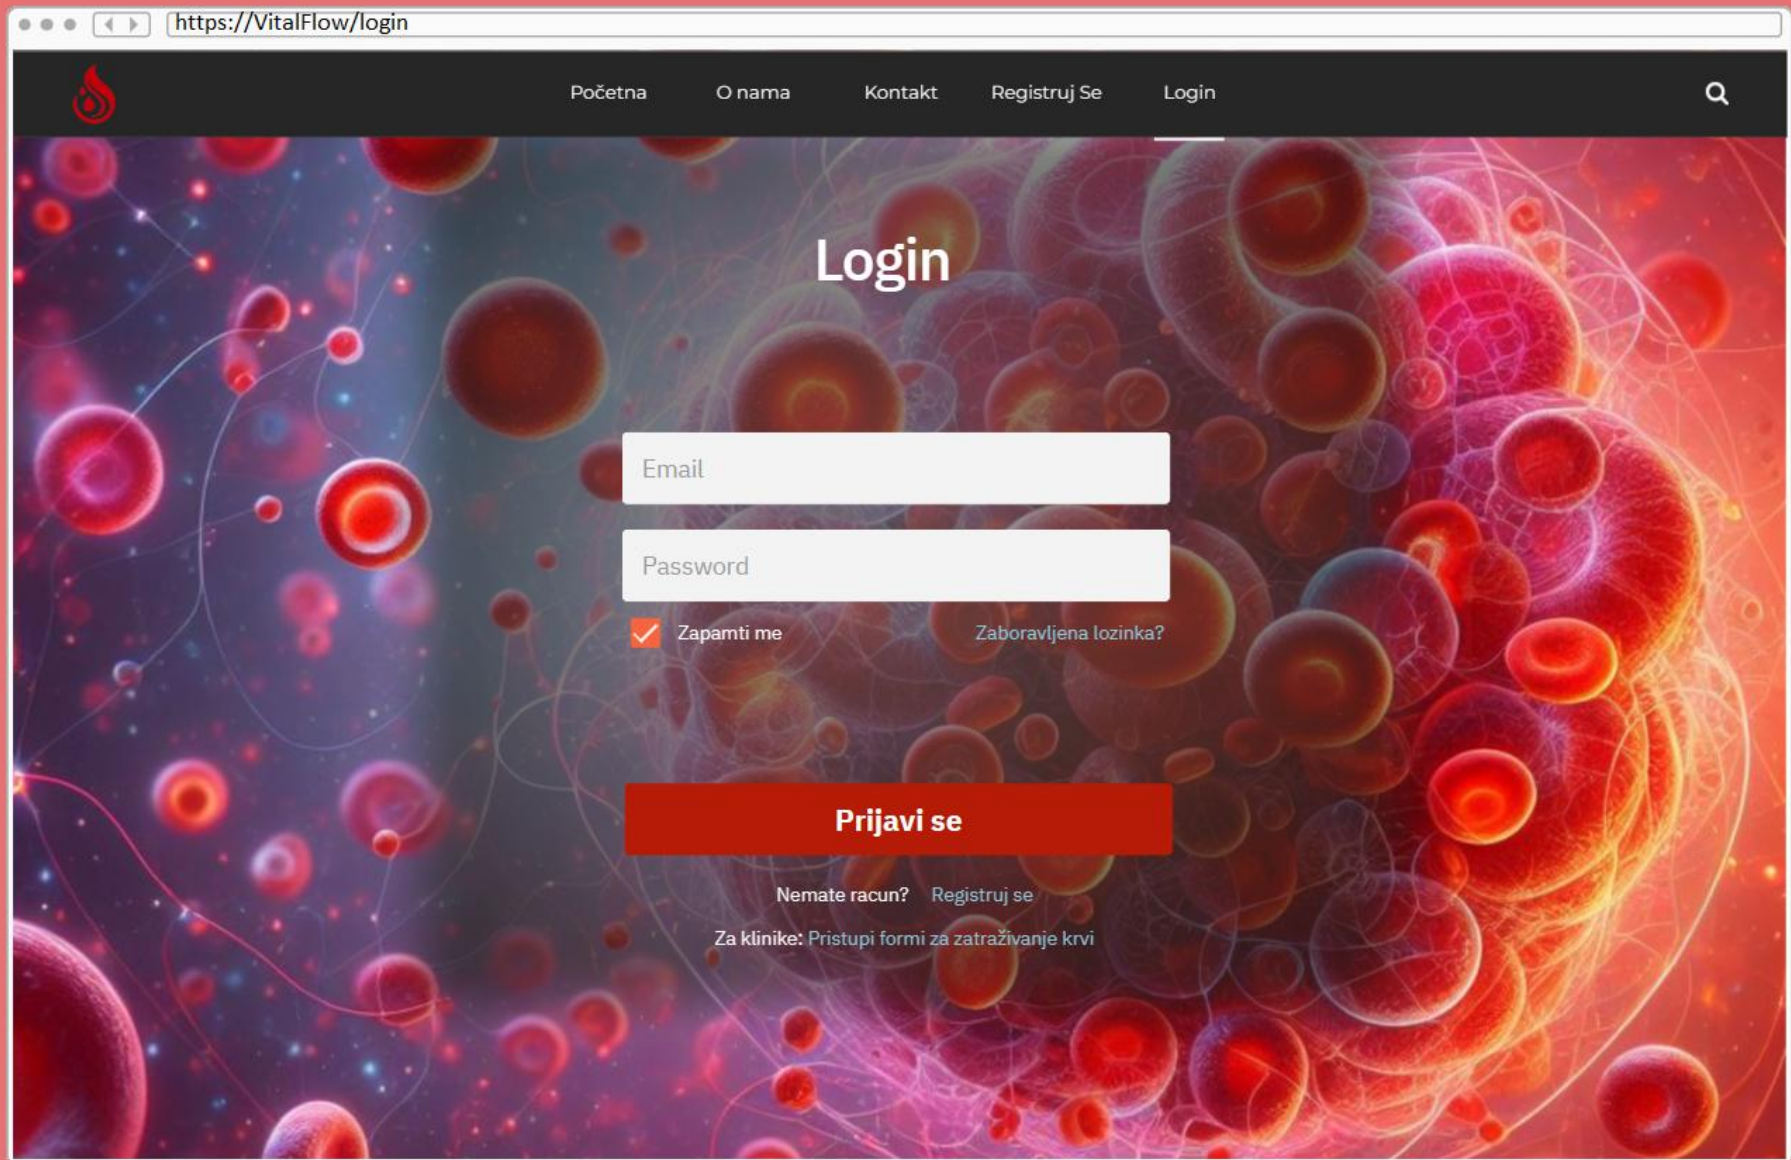 https://VitalFlow/login
Početna O nama Kontakt Registruj Se Login
Login
Email
Password
Zapamti me Zaboravljena lozinka?
Prijavi se
Nemate racun? Registruj se
Za klinike: Pristupi formi za zatraživanje krvi